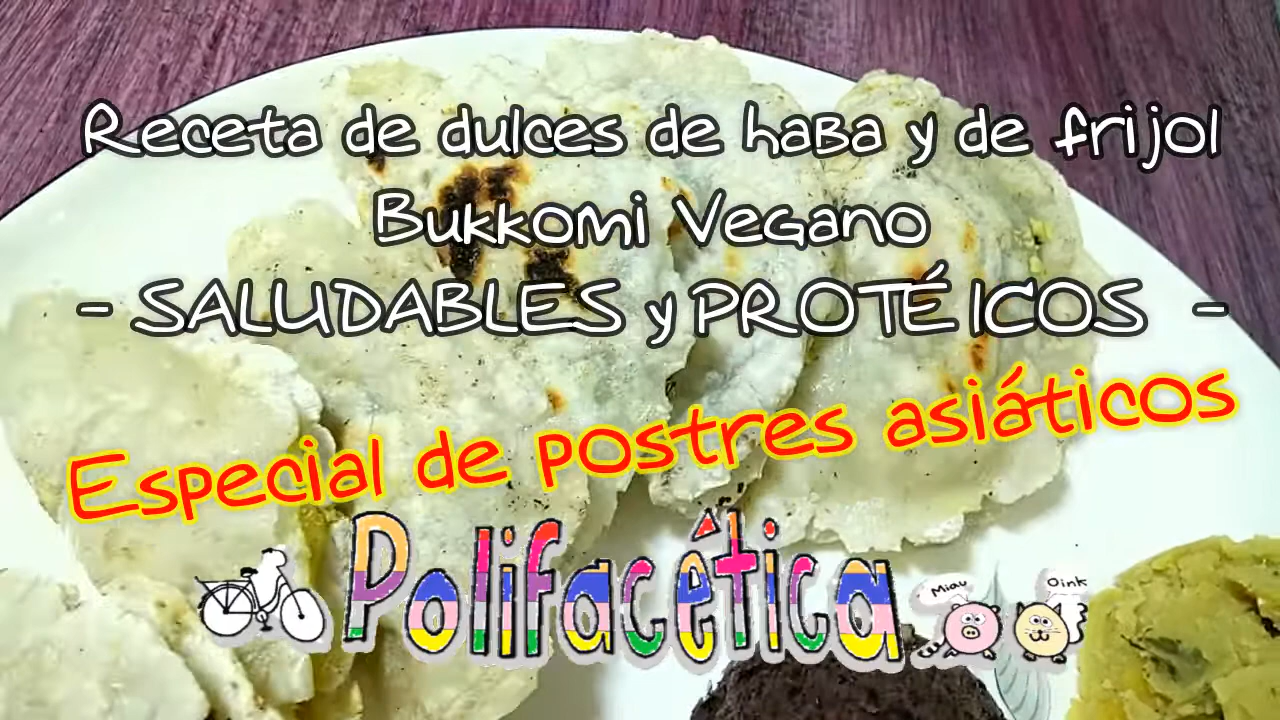 Receta de dulces de haba y de frijol
Bukkomi Vegano
- SALUDABLES y PROTÉICOS -
Especial de postres asiáticos
Polifacética
Miau
Oink